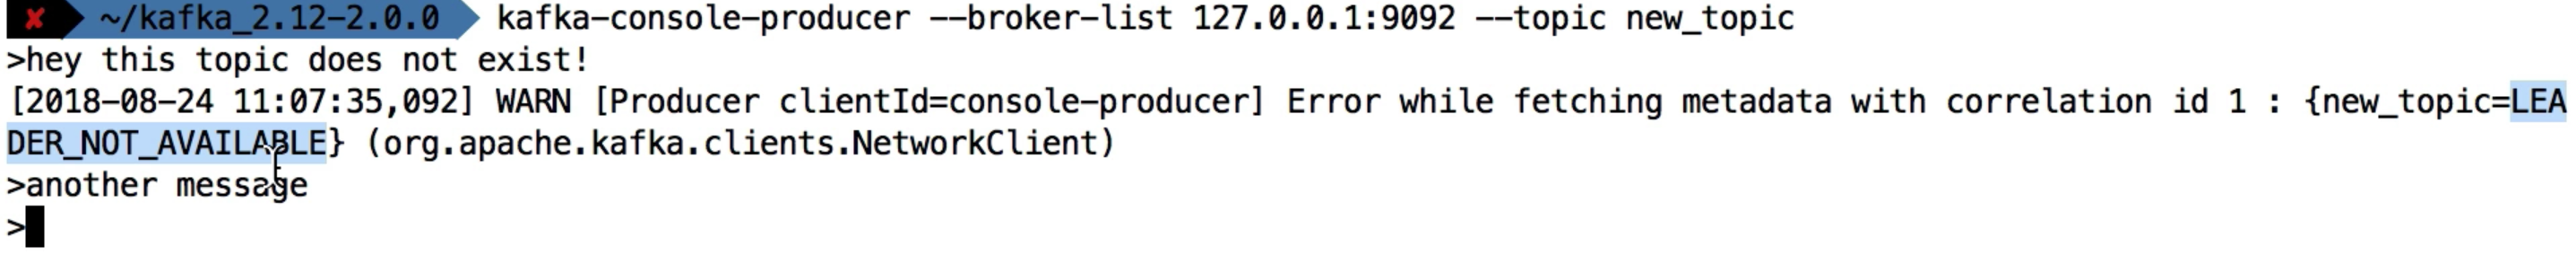 ✘ ~/kafka_2.12-2.0.0 kafka-console-producer --broker-list 127.0.0.1:9092 --topic new_topic
>hey this topic does not exist!
[2018-08-24 11:07:35,092] WARN [Producer clientId=console-producer] Error while fetching metadata with correlation id 1 : {new_topic=LEA
DER_NOT_AVAILABLE} (org.apache.kafka.clients.NetworkClient)
>another message
>